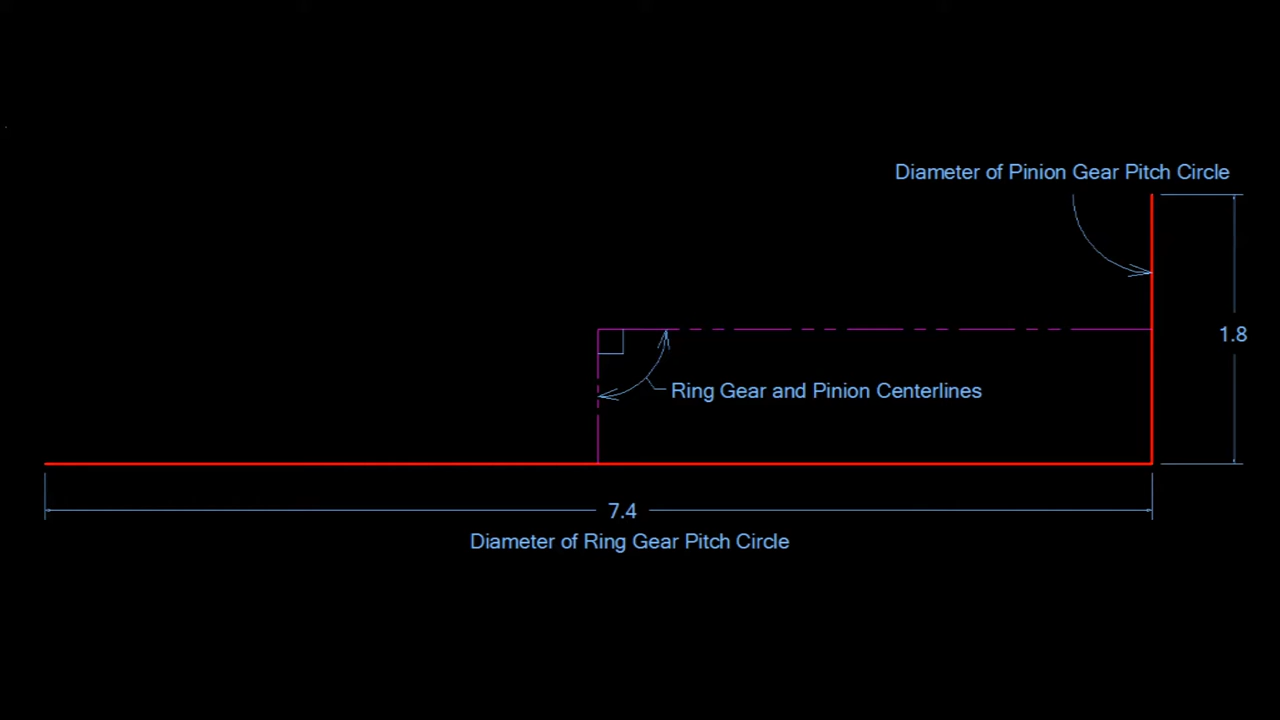 Diameter of Pinion Gear Pitch Circle
1.8
Ring Gear and Pinion Centerlines
7.4
Diameter of Ring Gear Pitch Circle